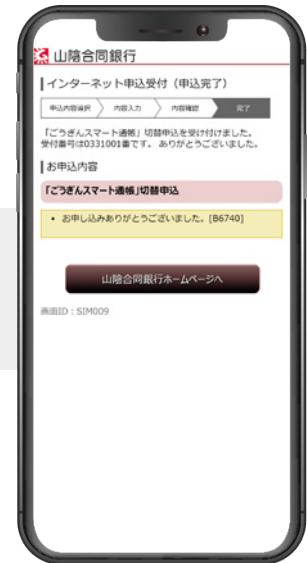 山陰合同銀行
インターネット申込受付（申込完了）
申込内容選択 内容入力 内容確認 完了
「ごうぎんスマート通帳」切替申込を受け付けました。
受付番号は0331001番です。 ありがとうございました。
お申込内容
「ごうぎんスマート通帳」切替申込
• お申し込みありがとうございました。[B6740]
山陰合同銀行ホームページへ
画面ID：SIM009